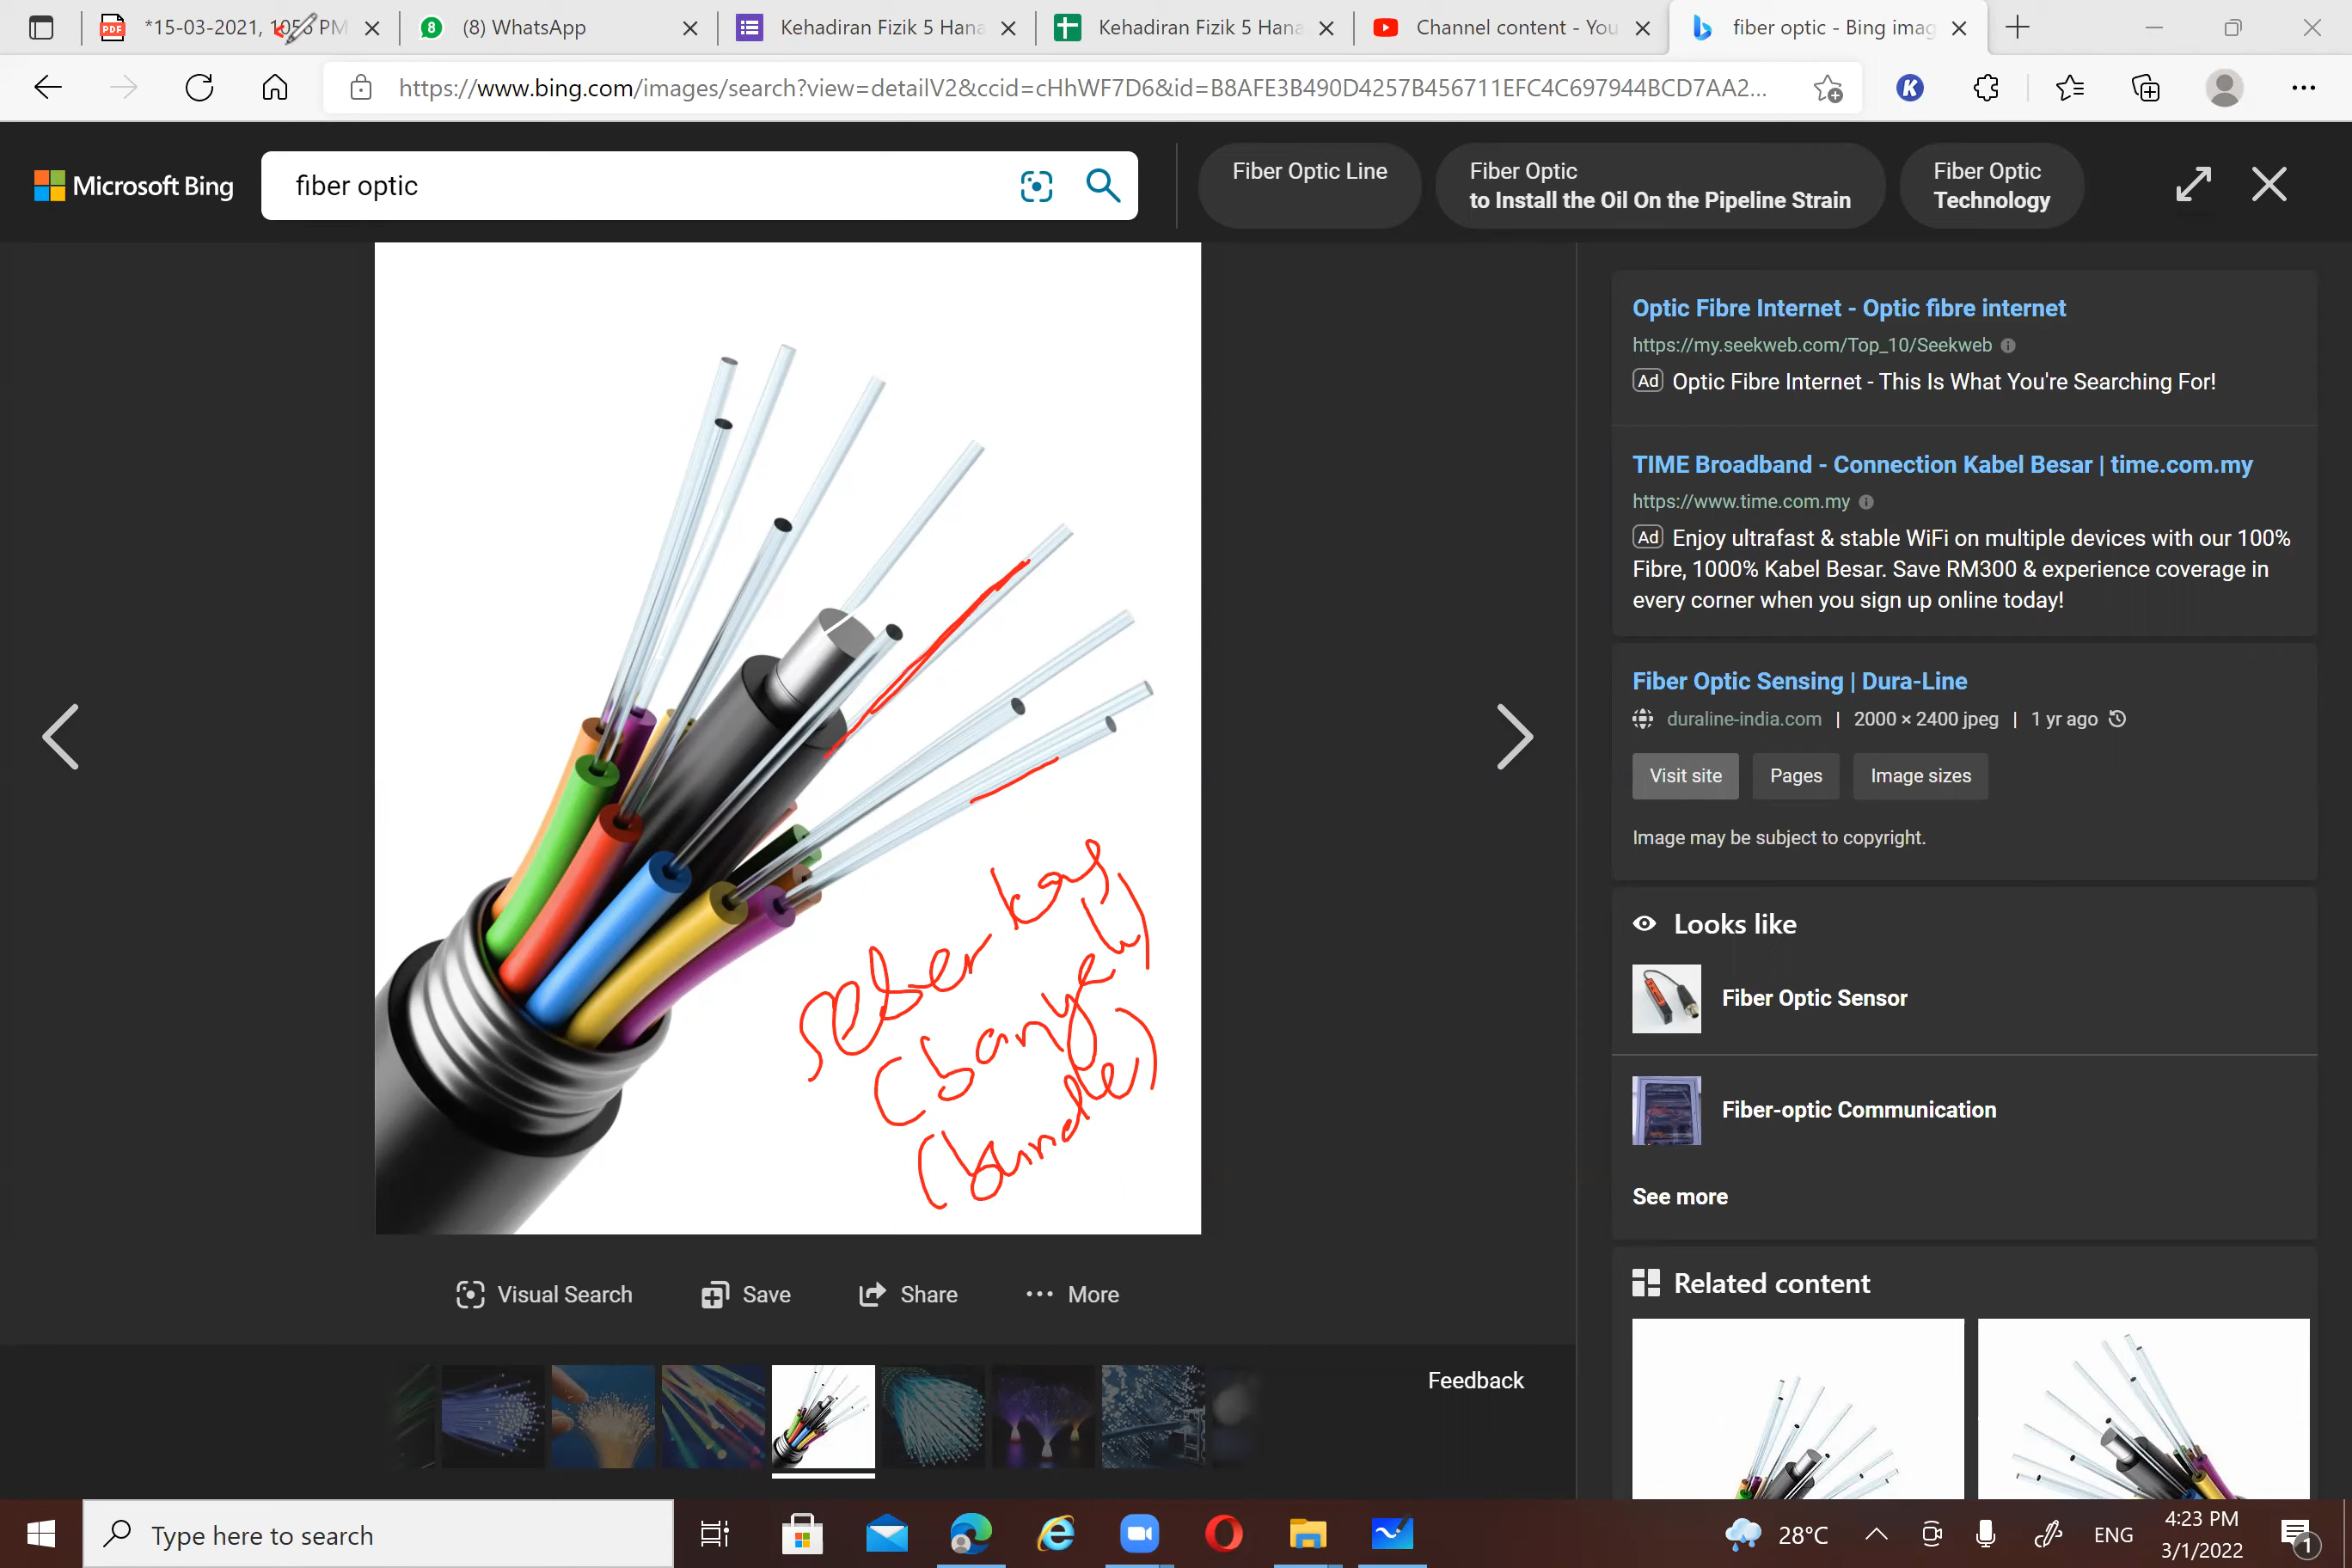 *15-03-2021, 10:56 PM
(8) WhatsApp
Kehadiran Fizik 5 Hana
Kehadiran Fizik 5 Hana
Channel content - You
fiber optic - Bing imag
https://www.bing.com/images/search?view=detailV2&ccid=cHhWF7D6&id=B8AFE3B490D4257B456711EFC4C697944BCD7AA2...
Microsoft Bing
fiber optic
Fiber Optic Line
Fiber Optic
to Install the Oil On the Pipeline Strain
Fiber Optic
Technology
Optic Fibre Internet - Optic fibre internet
https://my.seekweb.com/Top_10/Seekweb
Ad Optic Fibre Internet - This Is What You're Searching For!
TIME Broadband - Connection Kabel Besar | time.com.my
https://www.time.com.my
Ad Enjoy ultrafast & stable WiFi on multiple devices with our 100%
Fibre, 1000% Kabel Besar. Save RM300 & experience coverage in
every corner when you sign up online today!
Fiber Optic Sensing | Dura-Line
duraline-india.com | 2000 × 2400 jpeg | 1 yr ago
Visit site
Pages
Image sizes
Image may be subject to copyright.
Looks like
Fiber Optic Sensor
Fiber-optic Communication
See more
Related content
(bundle)
Visual Search
Save
Share
More
Feedback
Type here to search
28°C
ENG
4:23 PM
3/1/2022
1